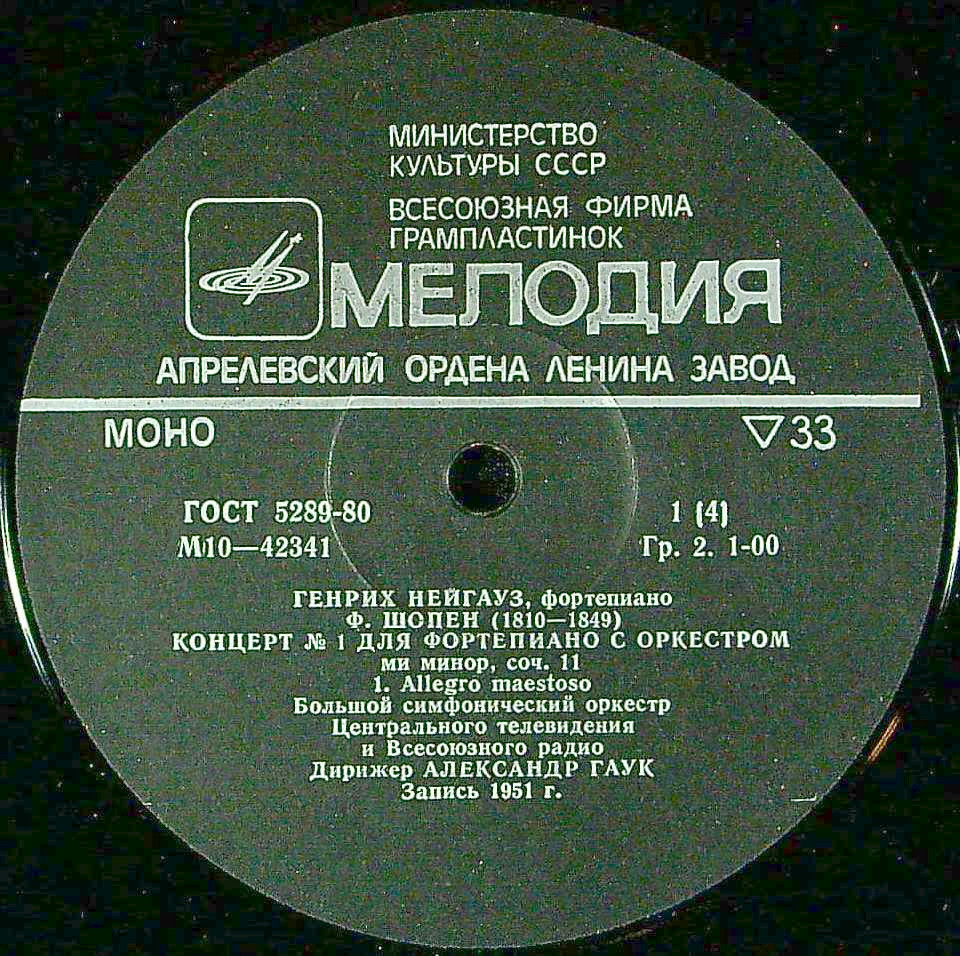 МИНИСТЕРСТВО
КУЛЬТУРЫ СССР
ВСЕСОЮЗНАЯ ФИРМА
ГРАМПЛАСТИНОК
МЕЛОДИЯ
АПРЕЛЕВСКИЙ ОРДЕНА ЛЕНИНА ЗАВОД
МОНО ▽33
ГОСТ 5289-80 1 (4)
М10—42341 Гр. 2. 1-00
ГЕНРИХ НЕЙГАУЗ, фортепиано
Ф. ШОПЕН (1810—1849)
КОНЦЕРТ № 1 ДЛЯ ФОРТЕПИАНО С ОРКЕСТРОМ
ми минор, соч. 11
1. Allegro maestoso
Большой симфонический оркестр
Центрального телевидения
и Всесоюзного радио
Дирижер АЛЕКСАНДР ГАУК
Запись 1951 г.